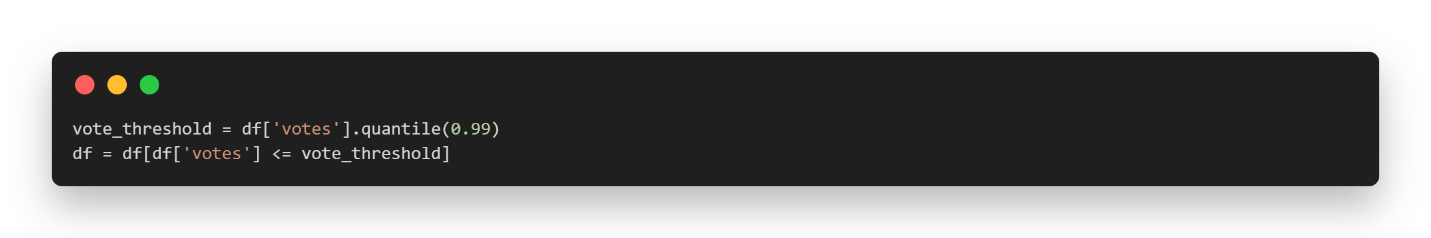 vote_threshold = df['votes'].quantile(0.99)
df = df[df['votes'] <= vote_threshold]